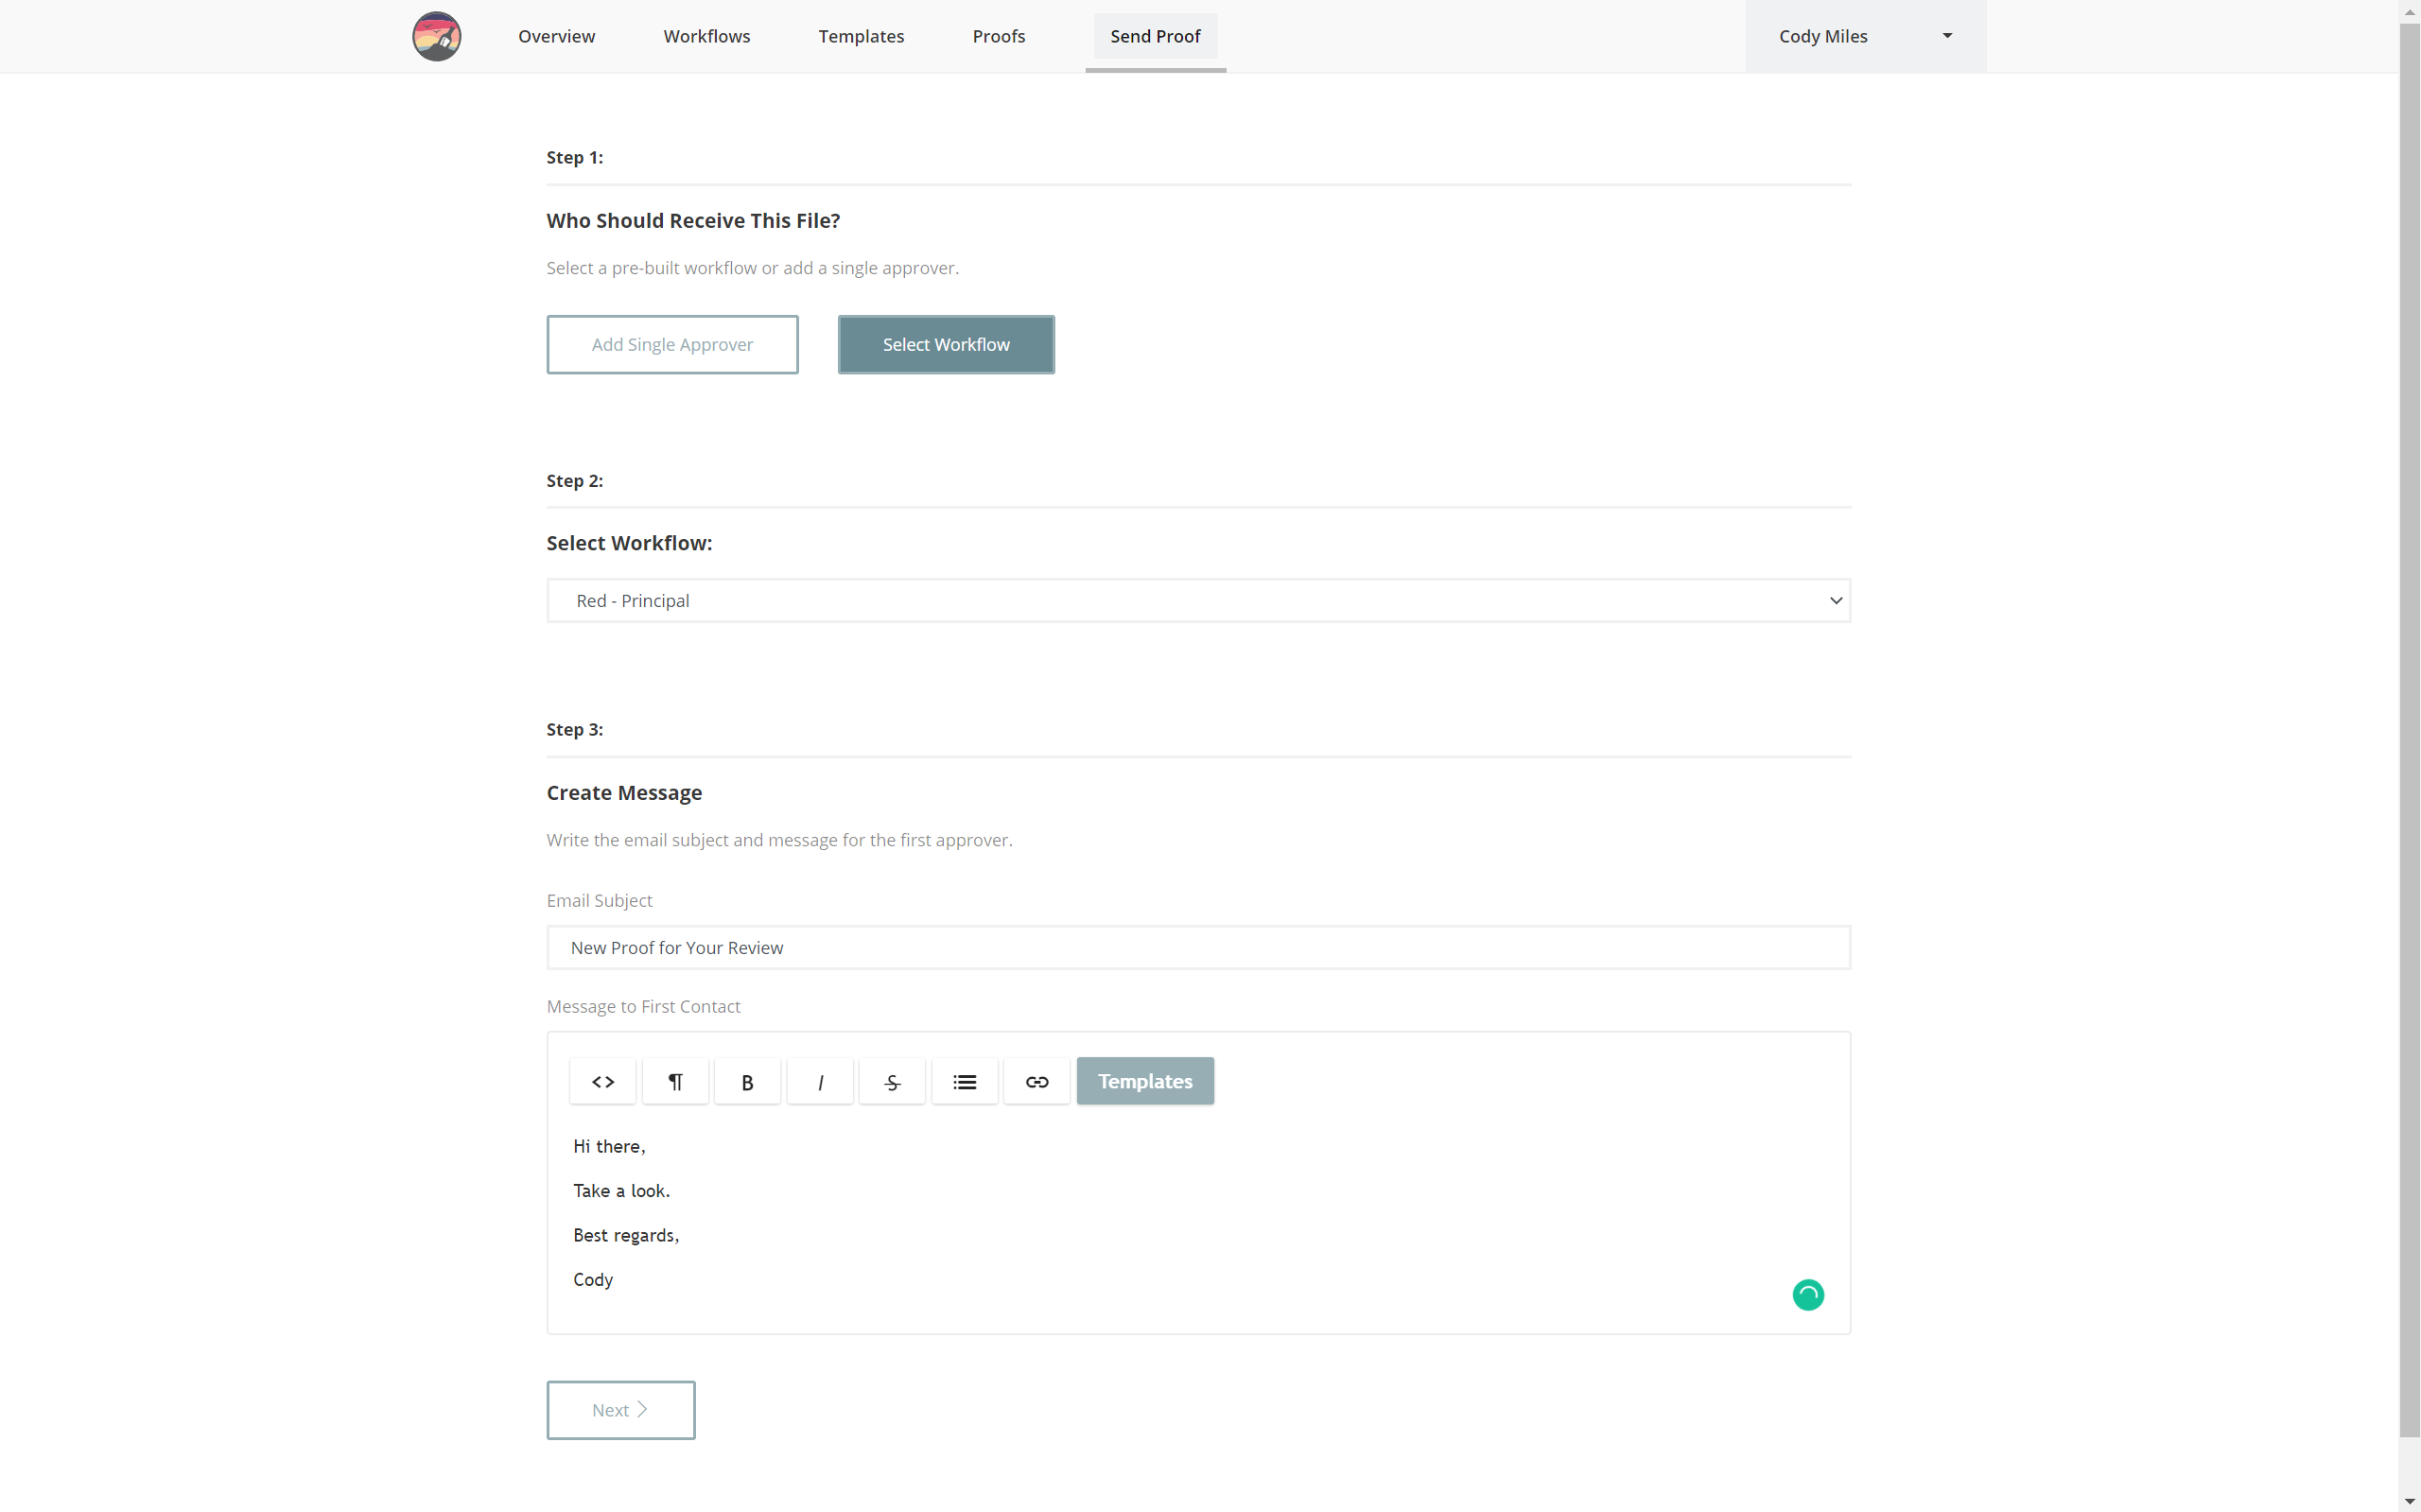 Overview Workflows Templates Proofs Send Proof Cody Miles
Step 1:
Who Should Receive This File?
Select a pre-built workflow or add a single approver.
Add Single Approver Select Workflow
Step 2:
Select Workflow:
Red - Principal
Step 3:
Create Message
Write the email subject and message for the first approver.
Email Subject
New Proof for Your Review
Message to First Contact
<> ¶ B I S Templates
Hi there,
Take a look.
Best regards,
Cody
Next >